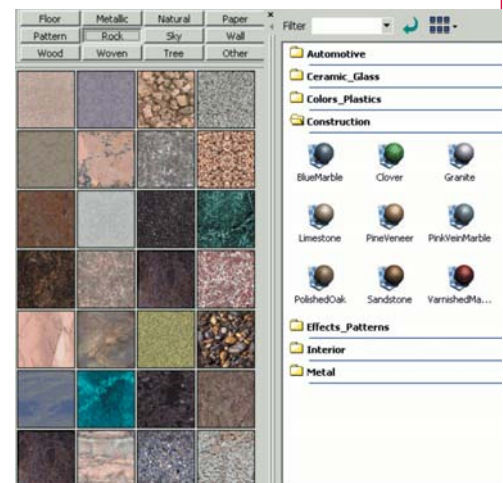 Floor Metallic Natural Paper
Pattern Rock Sky Wall
Wood Woven Tree Other
Filter
Automotive
Ceramic_Glass
Colors_Plastics
Construction
BlueMarble Clover Granite
Limestone PineVeneer PinkVeinMarble
PolishedOak Sandstone VarnishedMa...
Effects_Patterns
Interior
Metal